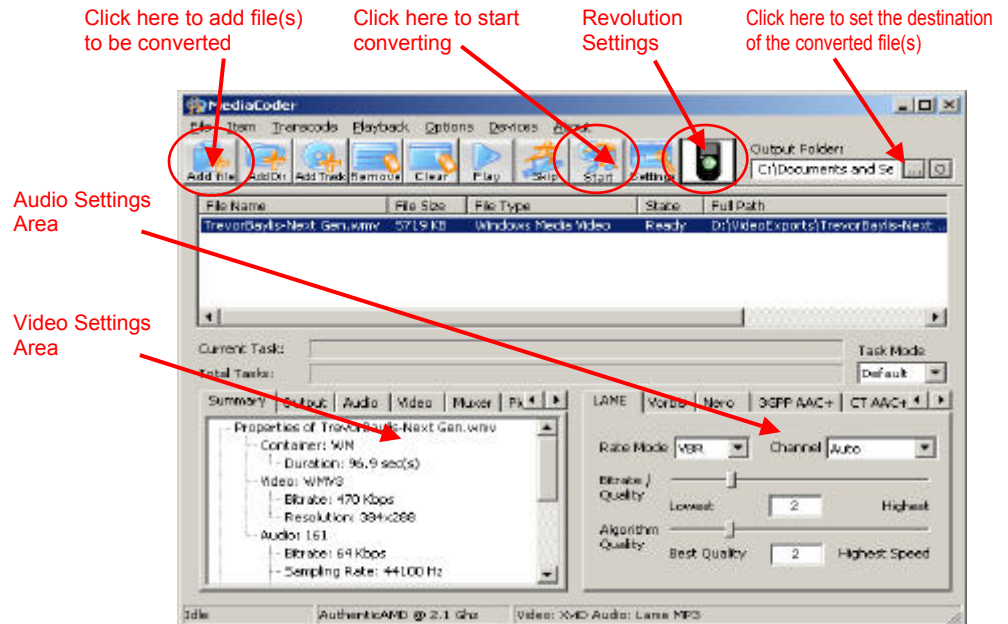 Click here to add file(s)
to be converted
Click here to start
converting
Revolution
Settings
Click here to set the destination
of the converted file(s)
MediaCoder
File Item Transcode Playback Options Devices About
Add File Add Dir Add Track Remove Clear Play Skip Start Settings
Output Folder:
C:\Documents and Se ...
Audio Settings
Area
File Name File Size File Type State Full Path
TrevorBaylis-Next Gen.wmv 5719 KB Windows Media Video Ready D:\VideoExports\TrevorBaylis-Next ...
Video Settings
Area
Current Task:
Task Mode
Total Tasks:
Default
Summary Output Audio Video Muxer
LAME Vorbis Nero 3GPP AAC+ CT AAC+
Properties of TrevorBaylis-Next Gen.wmv
Container: WM
Duration: 96.9 sec(s)
Video: WMV3
Bitrate: 470 Kbps
Resolution: 384x288
Audio: 161
Bitrate: 64 Kbps
Sampling Rate: 44100 Hz
Rate Mode VBR Channel Auto
Bitrate /
Quality
Lowest 2 Highest
Algorithm
Quality
Best Quality 2 Highest Speed
Idle AuthenticAMD @ 2.1 Ghz Video: XviD Audio: Lame MP3